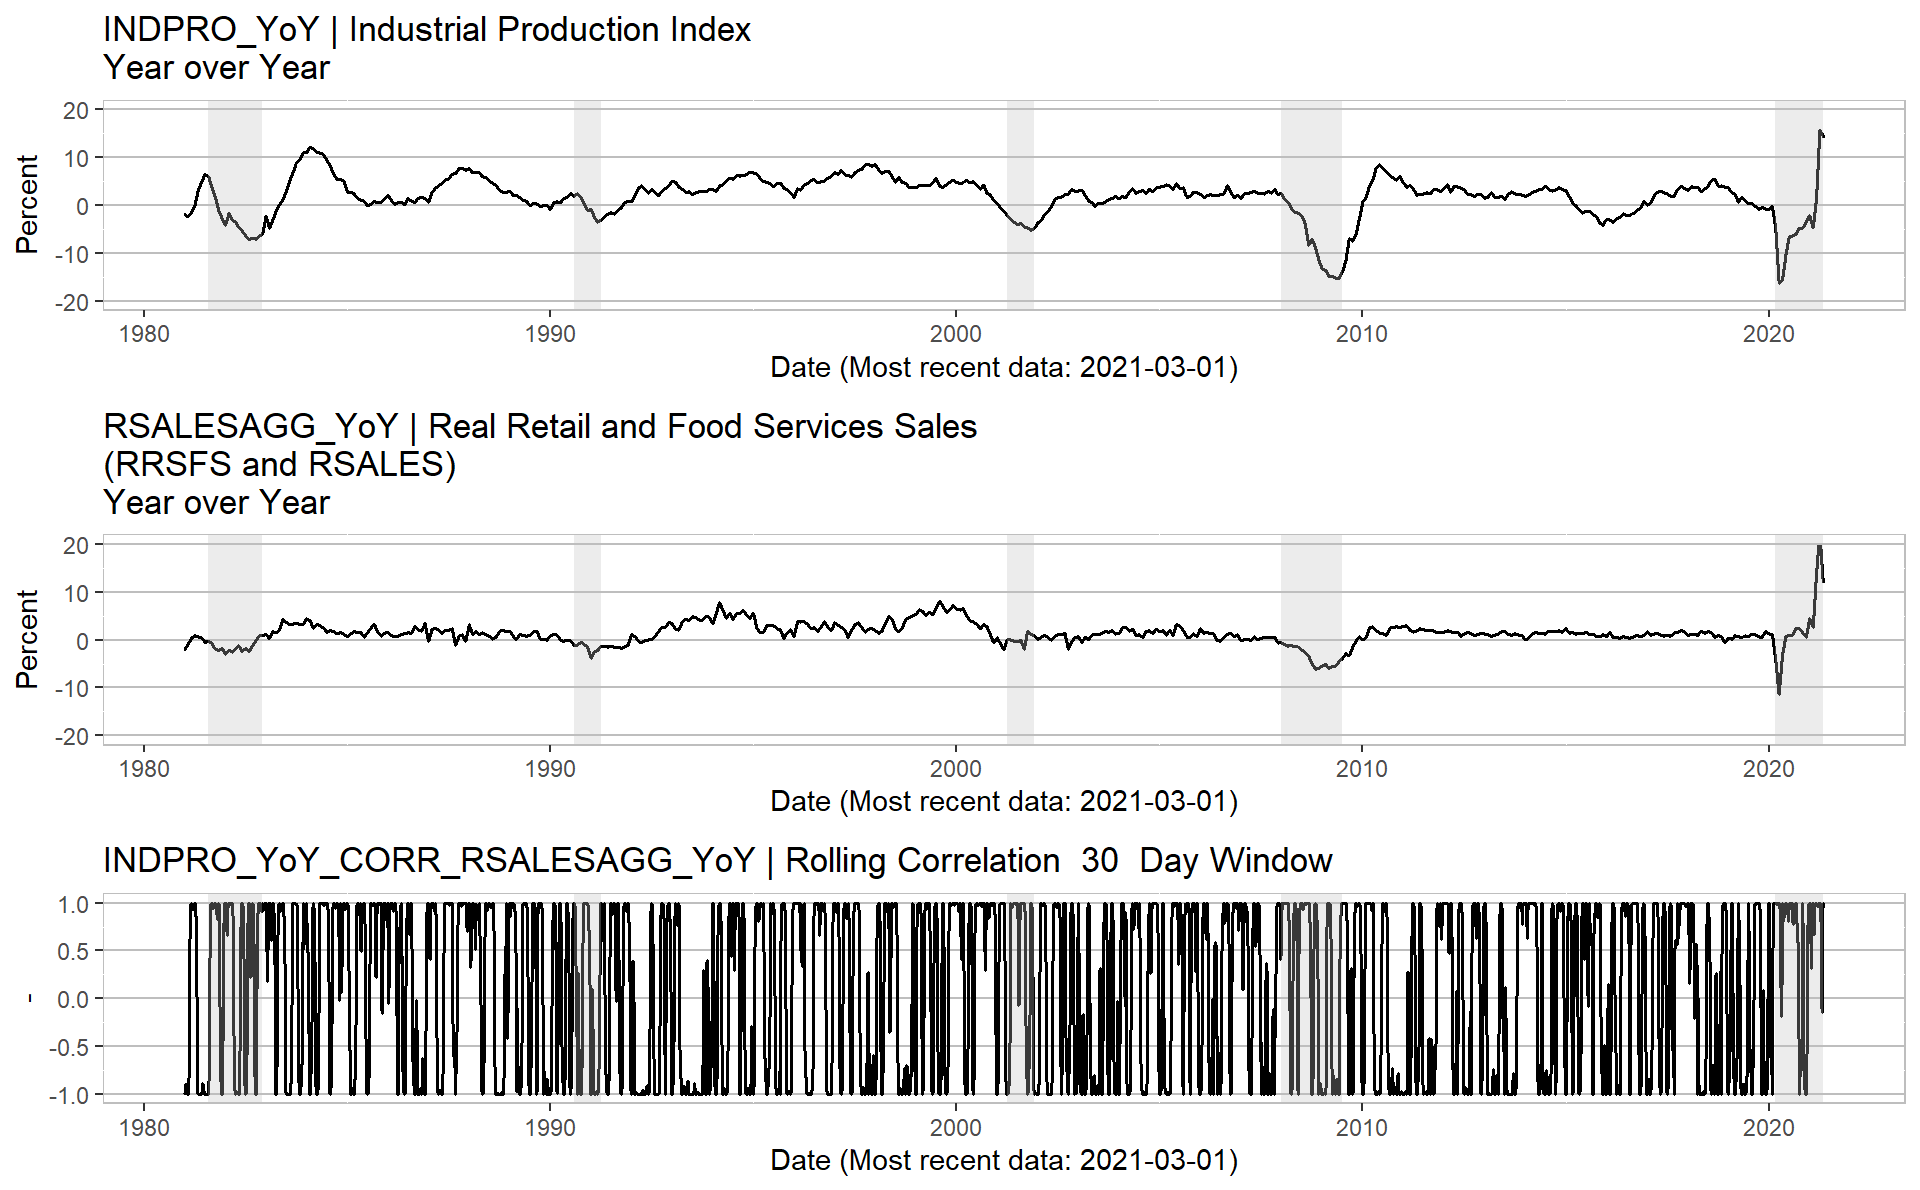 INDPRO_YoY | Industrial Production Index
Year over Year
Percent
20
10
0
-10
-20
1980 1990 2000 2010 2020
Date (Most recent data: 2021-03-01)
RSALESAGG_YoY | Real Retail and Food Services Sales
(RRSFS and RSALES)
Year over Year
Percent
20
10
0
-10
-20
1980 1990 2000 2010 2020
Date (Most recent data: 2021-03-01)
INDPRO_YoY_CORR_RSALESAGG_YoY | Rolling Correlation  30  Day Window
-
1.0
0.5
0.0
-0.5
-1.0
1980 1990 2000 2010 2020
Date (Most recent data: 2021-03-01)